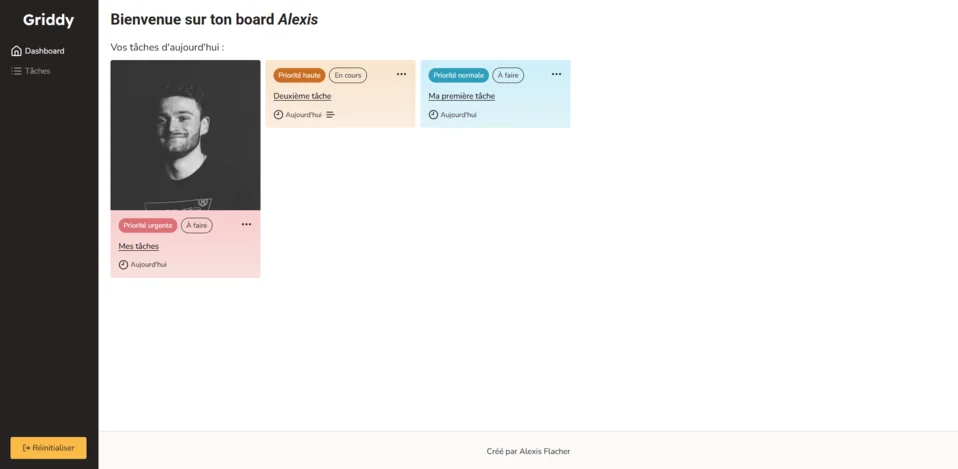 Griddy
Dashboard
Tâches
Réinitialiser
Bienvenue sur ton board Alexis
Vos tâches d'aujourd'hui :
Priorité urgente
À faire
Mes tâches
Aujourd'hui
Priorité haute
En cours
Deuxième tâche
Aujourd'hui
Priorité normale
À faire
Ma première tâche
Aujourd'hui
Créé par Alexis Flacher